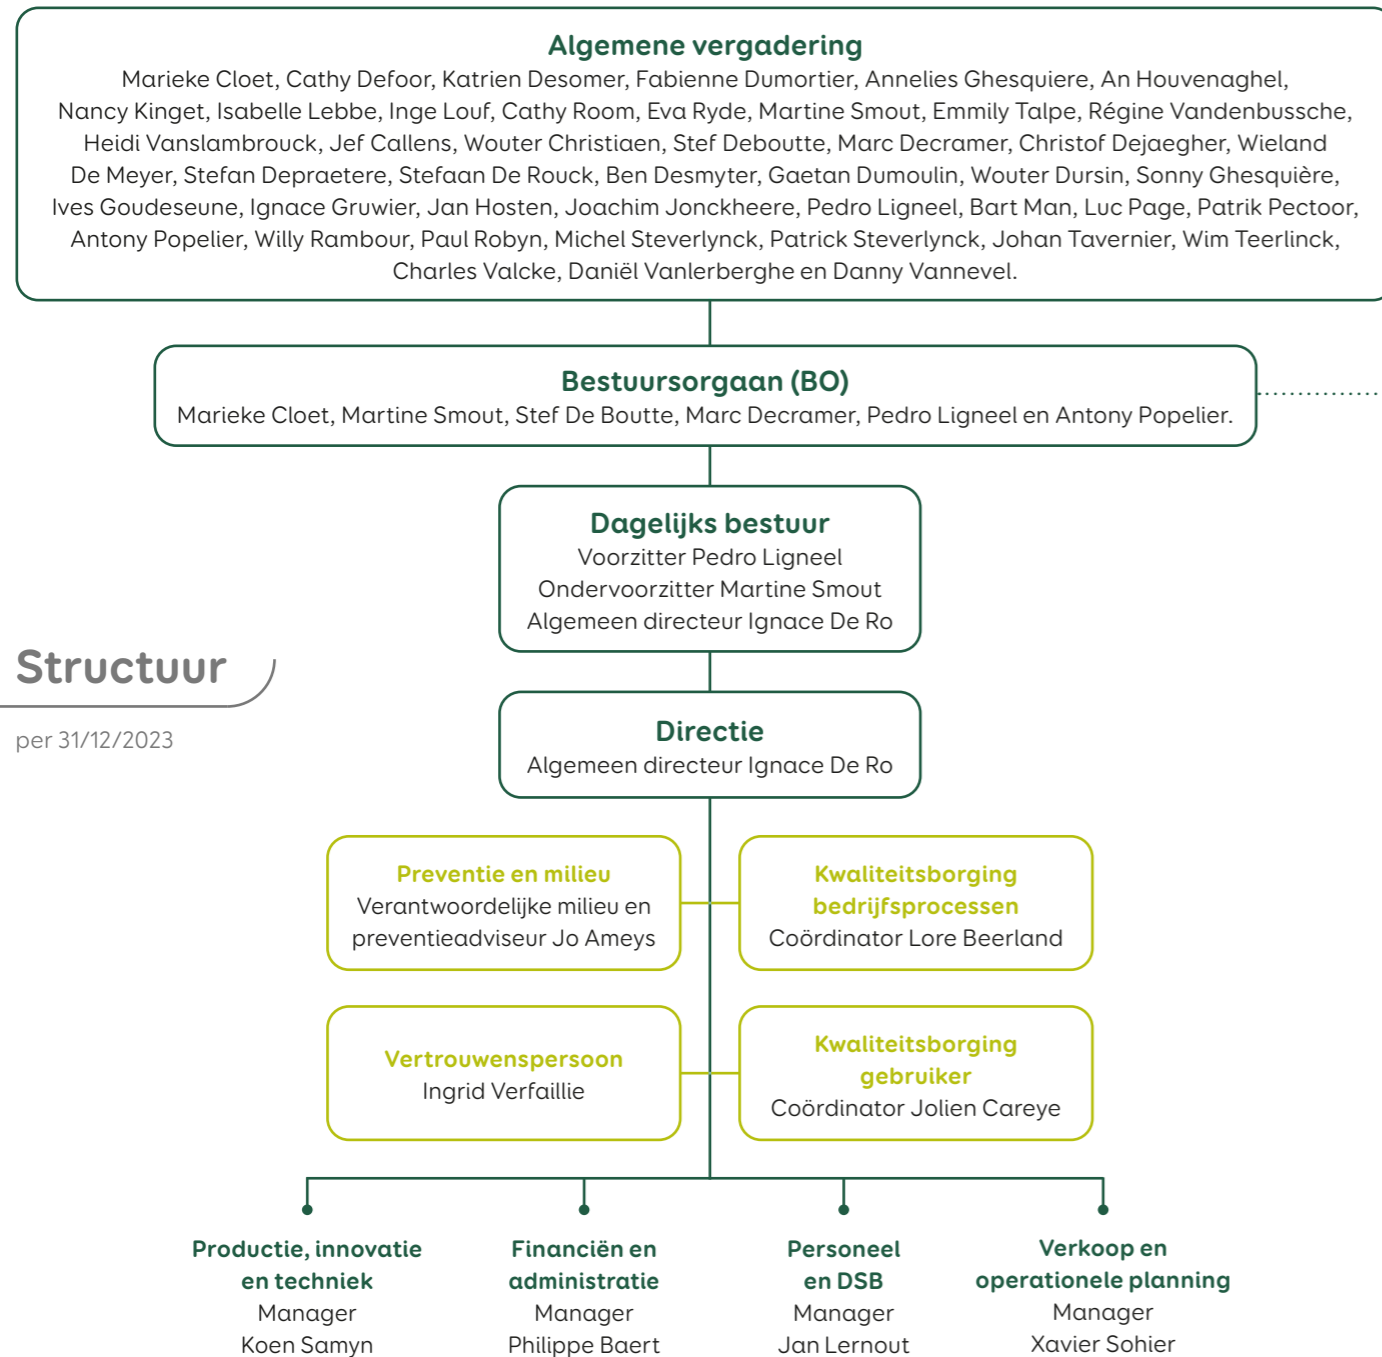 Algemene vergadering
Marieke Cloet, Cathy Defoor, Katrien Desomer, Fabienne Dumortier, Annelies Ghesquiere, An Houvenaghel,
Nancy Kinget, Isabelle Lebbe, Inge Louf, Cathy Room, Eva Ryde, Martine Smout, Emmily Talpe, Régine Vandenbussche,
Heidi Vanslambrouck, Jef Callens, Wouter Christiaen, Stef Deboutte, Marc Decramer, Christof Dejaegher, Wieland
De Meyer, Stefan Depraetere, Stefaan De Rouck, Ben Desmyter, Gaetan Dumoulin, Wouter Dursin, Sonny Ghesquière,
Ives Goudeseune, Ignace Gruwier, Jan Hosten, Joachim Jonckheere, Pedro Ligneel, Bart Man, Luc Page, Patrik Pectoor,
Antony Popelier, Willy Rambour, Paul Robyn, Michel Steverlynck, Patrick Steverlynck, Johan Tavernier, Wim Teerlinck,
Charles Valcke, Daniël Vanlerberghe en Danny Vannevel.
Bestuursorgaan (BO)
Marieke Cloet, Martine Smout, Stef De Boutte, Marc Decramer, Pedro Ligneel en Antony Popelier.
Dagelijks bestuur
Voorzitter Pedro Ligneel
Ondervoorzitter Martine Smout
Algemeen directeur Ignace De Ro
Structuur
per 31/12/2023
Directie
Algemeen directeur Ignace De Ro
Preventie en milieu
Verantwoordelijke milieu en
preventieadviseur Jo Ameys
Kwaliteitsborging
bedrijfsprocessen
Coördinator Lore Beerland
Vertrouwenspersoon
Ingrid Verfaillie
Kwaliteitsborging
gebruiker
Coördinator Jolien Careye
Productie, innovatie
en techniek
Manager
Koen Samyn
Financiën en
administratie
Manager
Philippe Baert
Personeel
en DSB
Manager
Jan Lernout
Verkoop en
operationele planning
Manager
Xavier Sohier